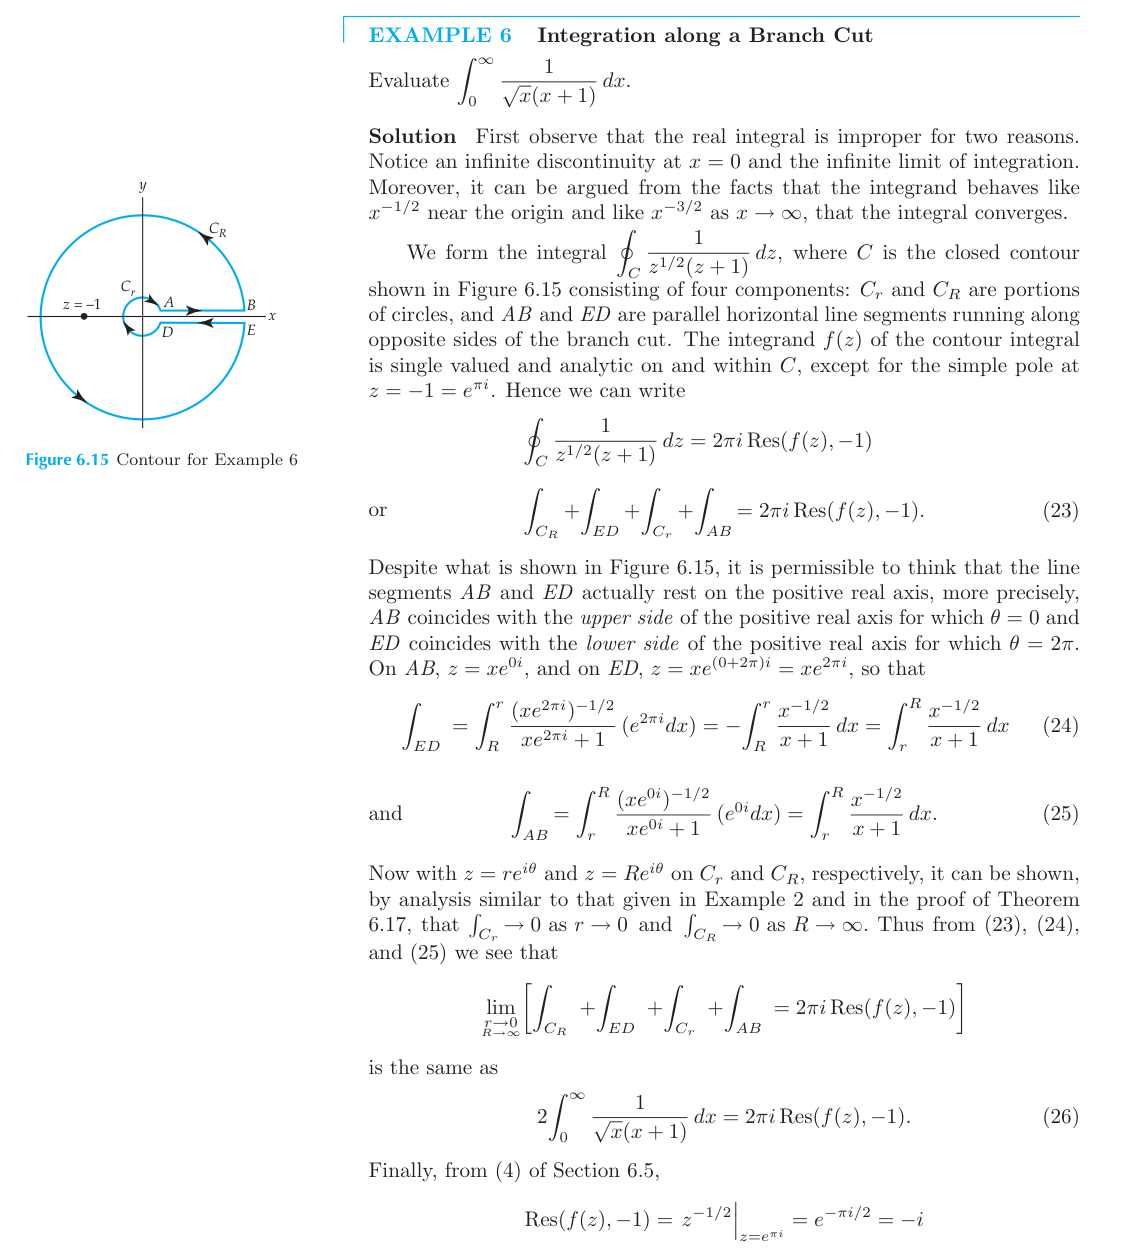 EXAMPLE 6 Integration along a Branch Cut
Evaluate $\int_0^\infty \frac{1}{\sqrt{x}(x+1)}\,dx.$
Solution First observe that the real integral is improper for two reasons.
Notice an infinite discontinuity at $x = 0$ and the infinite limit of integration.
Moreover, it can be argued from the facts that the integrand behaves like
$x^{-1/2}$ near the origin and like $x^{-3/2}$ as $x \to \infty$, that the integral converges.
We form the integral $\oint_C \frac{1}{z^{1/2}(z+1)}\,dz$, where $C$ is the closed contour
shown in Figure 6.15 consisting of four components: $C_r$ and $C_R$ are portions
of circles, and AB and ED are parallel horizontal line segments running along
opposite sides of the branch cut. The integrand $f(z)$ of the contour integral
is single valued and analytic on and within $C$, except for the simple pole at
$z = -1 = e^{\pi i}$. Hence we can write
$\oint_C \frac{1}{z^{1/2}(z+1)}\,dz = 2\pi i\,\mathrm{Res}(f(z), -1)$
or $\int_{C_R} + \int_{ED} + \int_{C_r} + \int_{AB} = 2\pi i\,\mathrm{Res}(f(z), -1).$ (23)
Despite what is shown in Figure 6.15, it is permissible to think that the line
segments AB and ED actually rest on the positive real axis, more precisely,
AB coincides with the upper side of the positive real axis for which $\theta = 0$ and
ED coincides with the lower side of the positive real axis for which $\theta = 2\pi$.
On AB, $z = xe^{0i}$, and on ED, $z = xe^{(0+2\pi)i} = xe^{2\pi i}$, so that
$\int_{ED} = \int_R^r \frac{(xe^{2\pi i})^{-1/2}}{xe^{2\pi i}+1}\,(e^{2\pi i}dx) = -\int_R^r \frac{x^{-1/2}}{x+1}\,dx = \int_r^R \frac{x^{-1/2}}{x+1}\,dx$ (24)
and $\int_{AB} = \int_r^R \frac{(xe^{0i})^{-1/2}}{xe^{0i}+1}\,(e^{0i}dx) = \int_r^R \frac{x^{-1/2}}{x+1}\,dx.$ (25)
Now with $z = re^{i\theta}$ and $z = Re^{i\theta}$ on $C_r$ and $C_R$, respectively, it can be shown,
by analysis similar to that given in Example 2 and in the proof of Theorem
6.17, that $\int_{C_r} \to 0$ as $r \to 0$ and $\int_{C_R} \to 0$ as $R \to \infty$. Thus from (23), (24),
and (25) we see that
$\lim_{\substack{r\to 0 \\ R\to\infty}} \left[\int_{C_R} + \int_{ED} + \int_{C_r} + \int_{AB} = 2\pi i\,\mathrm{Res}(f(z), -1)\right]$
is the same as
$2\int_0^\infty \frac{1}{\sqrt{x}(x+1)}\,dx = 2\pi i\,\mathrm{Res}(f(z), -1).$ (26)
Finally, from (4) of Section 6.5,
$\mathrm{Res}(f(z), -1) = z^{-1/2}\Big|_{z=e^{\pi i}} = e^{-\pi i/2} = -i$
y
$C_R$
$C_r$
A
B
z = −1
x
D
E
Figure 6.15 Contour for Example 6